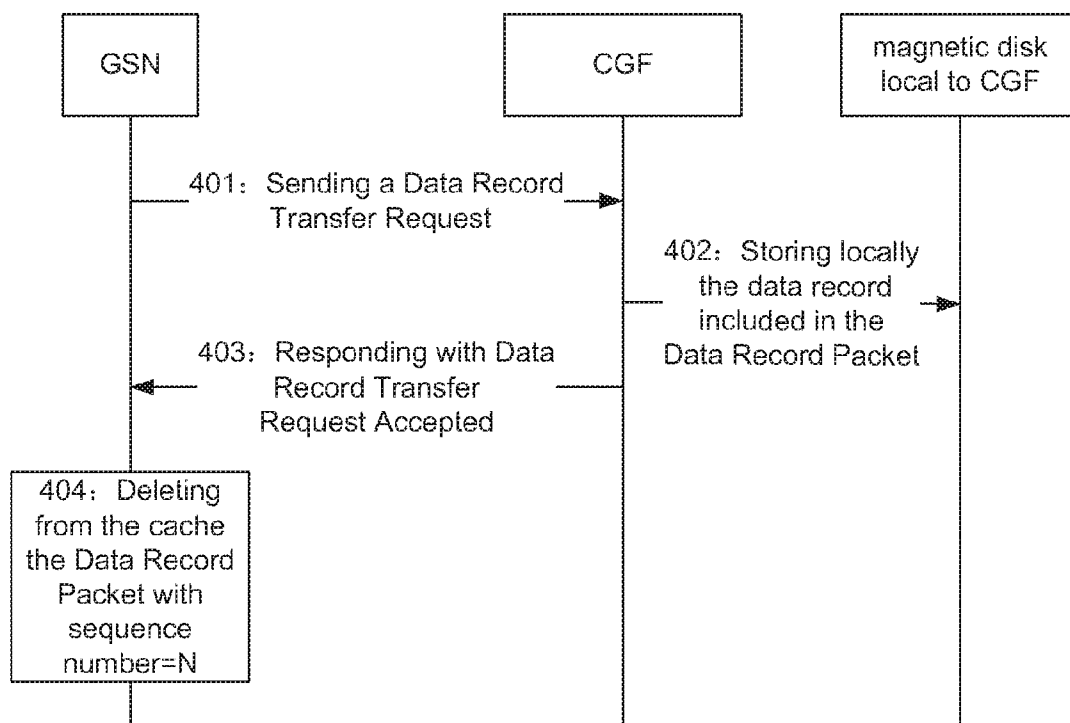 GSN
CGF
magnetic disk
local to CGF
401: Sending a Data Record
Transfer Request
402: Storing locally
the data record
included in the
Data Record Packet
403: Responding with Data
Record Transfer
Request Accepted
404: Deleting
from the cache
the Data Record
Packet with
sequence
number=N